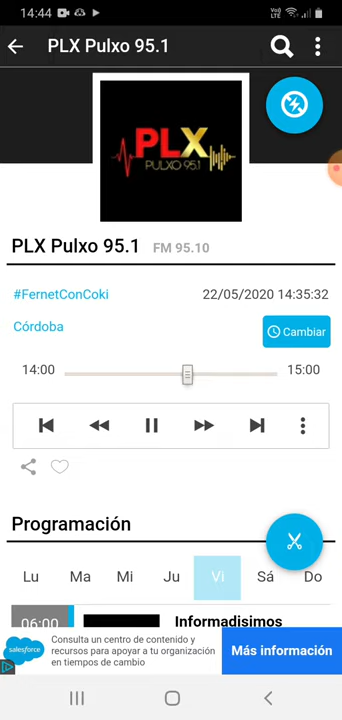 14:44
Vo))
LTE
PLX Pulxo 95.1
PLX
PULXO 95.1
PLX Pulxo 95.1 FM 95.10
#FernetConCoki 22/05/2020 14:35:32
Córdoba
Cambiar
14:00 15:00
Programación
Lu Ma Mi Ju Vi Sá Do
06:00 Informadisimos
salesforce
Consulta un centro de contenido y
recursos para apoyar a tu organización
en tiempos de cambio
Más información